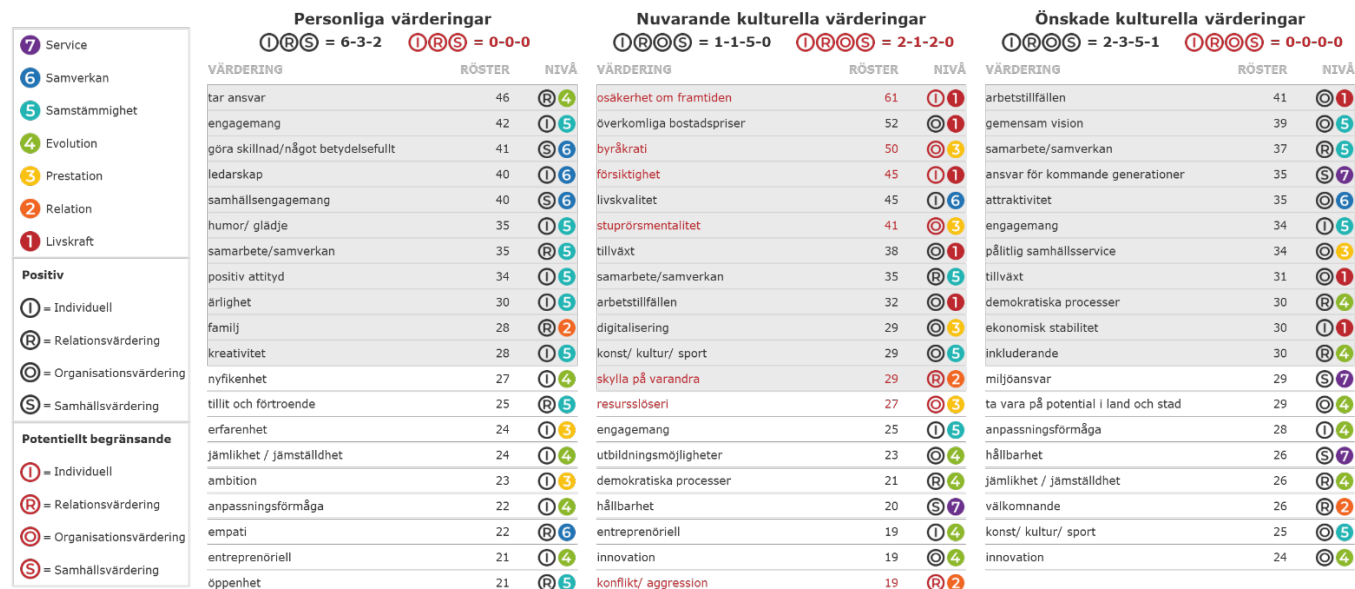 7 Service
6 Samverkan
5 Samstämmighet
4 Evolution
3 Prestation
2 Relation
1 Livskraft
Positiv
I = Individuell
R = Relationsvärdering
O = Organisationsvärdering
S = Samhällsvärdering
Potentiellt begränsande
I = Individuell
R = Relationsvärdering
O = Organisationsvärdering
S = Samhällsvärdering
Personliga värderingar
IRS = 6-3-2 IRS = 0-0-0
VÄRDERING RÖSTER NIVÅ
tar ansvar 46 R 4
engagemang 42 I 5
göra skillnad/något betydelsefullt 41 S 6
ledarskap 40 I 6
samhällsengagemang 40 S 6
humor/ glädje 35 I 5
samarbete/samverkan 35 R 5
positiv attityd 34 I 5
ärlighet 30 I 5
familj 28 R 2
kreativitet 28 I 5
nyfikenhet 27 I 4
tillit och förtroende 25 R 5
erfarenhet 24 I 3
jämlikhet / jämställdhet 24 I 4
ambition 23 I 3
anpassningsförmåga 22 I 4
empati 22 R 6
entreprenöriell 21 I 4
öppenhet 21 R 5
Nuvarande kulturella värderingar
IROS = 1-1-5-0 IROS = 2-1-2-0
VÄRDERING RÖSTER NIVÅ
osäkerhet om framtiden 61 I 1
överkomliga bostadspriser 52 O 1
byråkrati 50 O 3
försiktighet 45 I 1
livskvalitet 45 I 6
stuprörsmentalitet 41 O 3
tillväxt 38 O 1
samarbete/samverkan 35 R 5
arbetstillfällen 32 O 1
digitalisering 29 O 3
konst/ kultur/ sport 29 O 5
skylla på varandra 29 R 2
resursslöseri 27 O 3
engagemang 25 I 5
utbildningsmöjligheter 23 O 4
demokratiska processer 21 R 4
hållbarhet 20 S 7
entreprenöriell 19 I 4
innovation 19 O 4
konflikt/ aggression 19 R 2
Önskade kulturella värderingar
IROS = 2-3-5-1 IROS = 0-0-0-0
VÄRDERING RÖSTER NIVÅ
arbetstillfällen 41 O 1
gemensam vision 39 O 5
samarbete/samverkan 37 R 5
ansvar för kommande generationer 35 S 7
attraktivitet 35 O 6
engagemang 34 I 5
pålitlig samhällsservice 34 O 3
tillväxt 31 O 1
demokratiska processer 30 R 4
ekonomisk stabilitet 30 I 1
inkluderande 30 R 4
miljöansvar 29 S 7
ta vara på potential i land och stad 29 O 4
anpassningsförmåga 28 I 4
hållbarhet 26 S 7
jämlikhet / jämställdhet 26 R 4
välkomnande 26 R 2
konst/ kultur/ sport 25 O 5
innovation 24 O 4